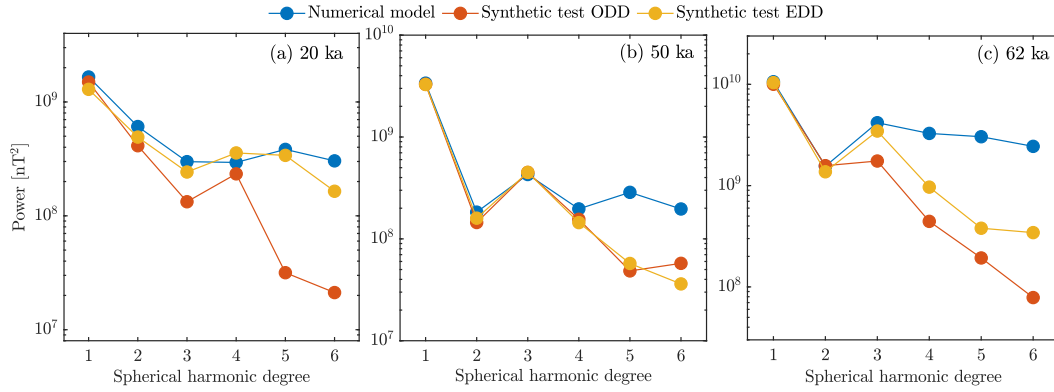 Numerical model Synthetic test ODD Synthetic test EDD
(a) 20 ka
(b) 50 ka
(c) 62 ka
Power [nT²]
10⁹
10⁸
10⁷
1 2 3 4 5 6
Spherical harmonic degree
10¹⁰
10⁹
10⁸
10⁷
1 2 3 4 5 6
Spherical harmonic degree
10¹⁰
10⁹
10⁸
1 2 3 4 5 6
Spherical harmonic degree